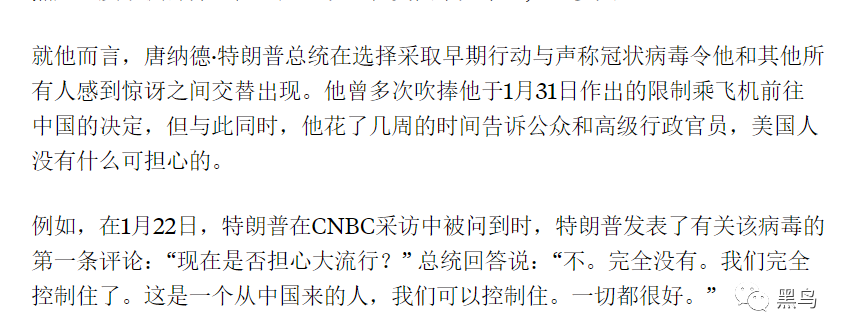 就他而言，唐纳德·特朗普总统在选择采取早期行动与声称冠状病毒令他和其他所
有人感到惊讶之间交替出现。他曾多次吹捧他于1月31日作出的限制乘飞机前往
中国的决定，但与此同时，他花了几周的时间告诉公众和高级行政官员，美国人
没有什么可担心的。
例如，在1月22日，特朗普在CNBC采访中被问到时，特朗普发表了有关该病毒的
第一条评论：“现在是否担心大流行？”总统回答说：“不。完全没有。我们完全
控制住了。这是一个从中国来的人，我们可以控制住。一切都很好。”
黑鸟